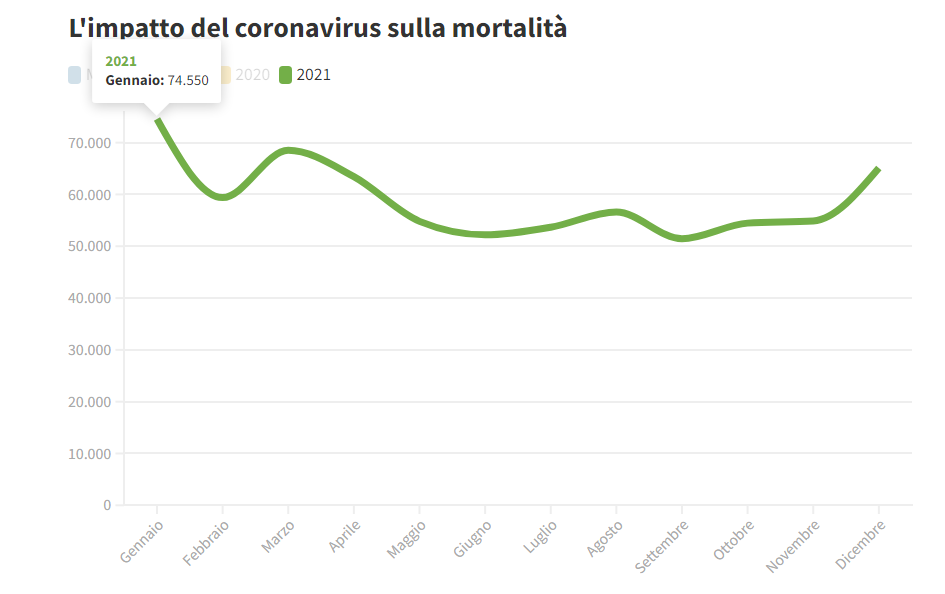 L'impatto del coronavirus sulla mortalità
2021
Gennaio: 74.550
2020
2021
70.000
60.000
50.000
40.000
30.000
20.000
10.000
0
Gennaio
Febbraio
Marzo
Aprile
Maggio
Giugno
Luglio
Agosto
Settembre
Ottobre
Novembre
Dicembre